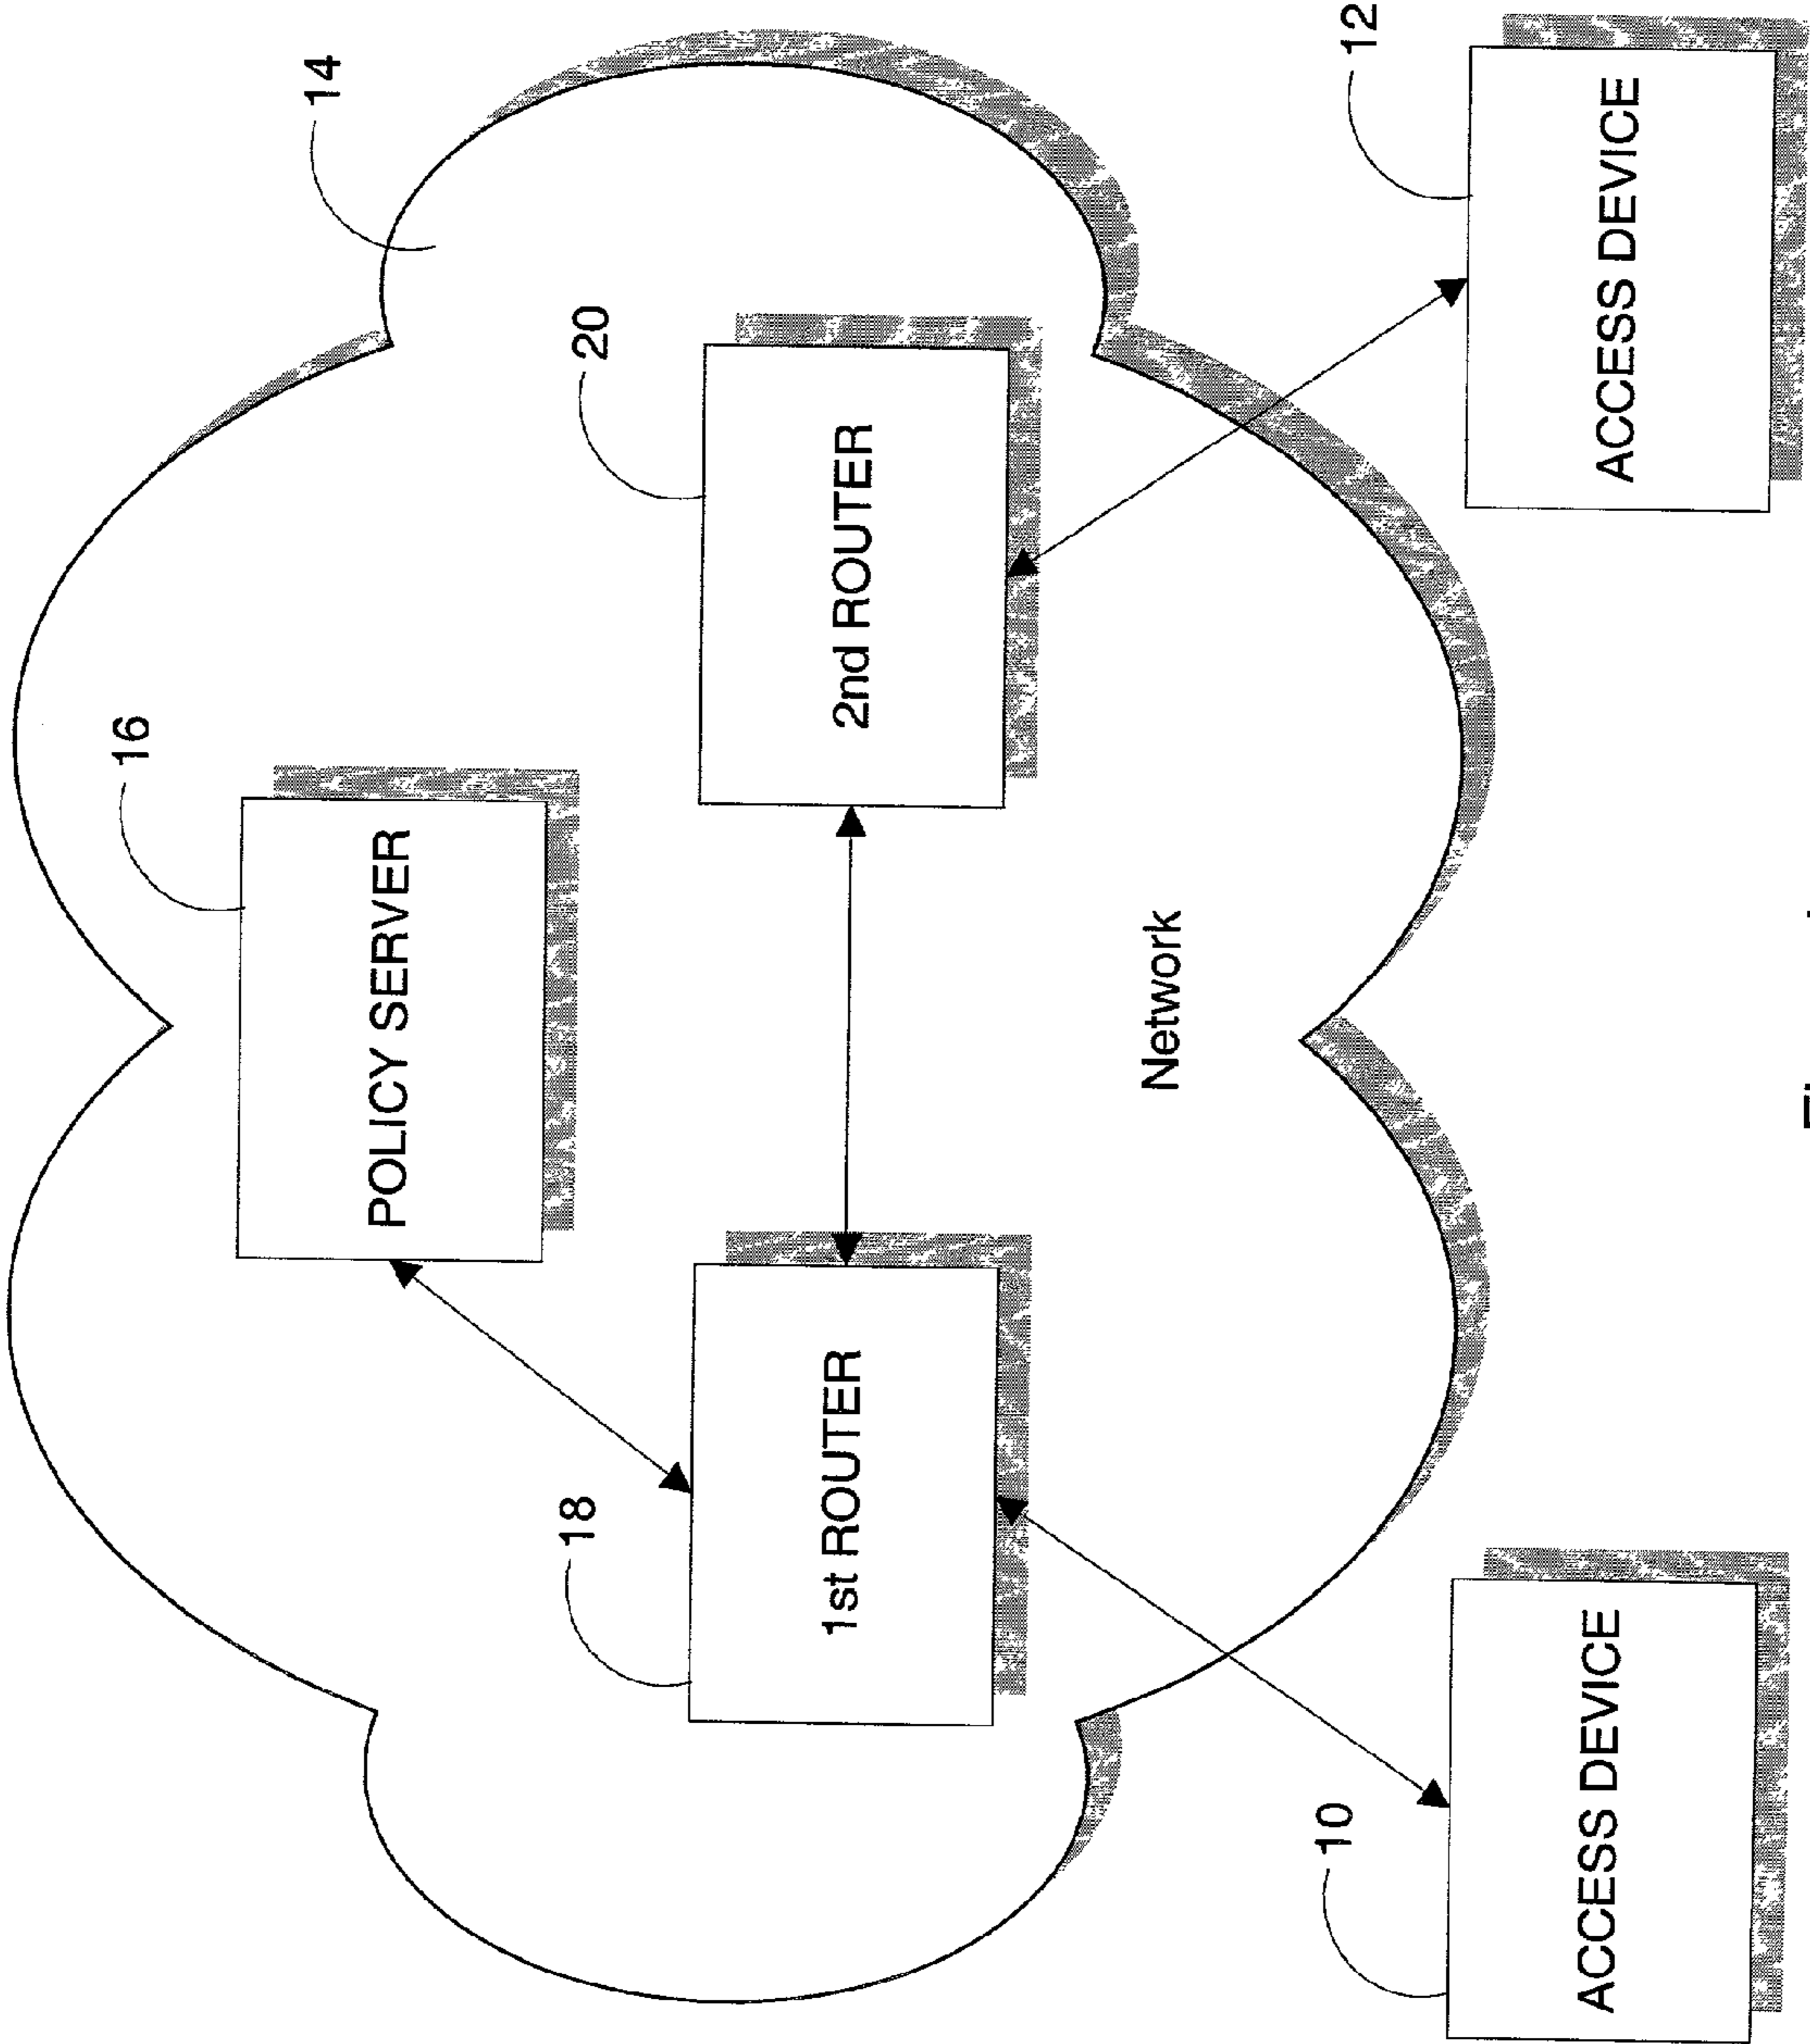 14
16
POLICY SERVER
18
20
1st ROUTER
2nd ROUTER
Network
10
12
ACCESS DEVICE
ACCESS DEVICE